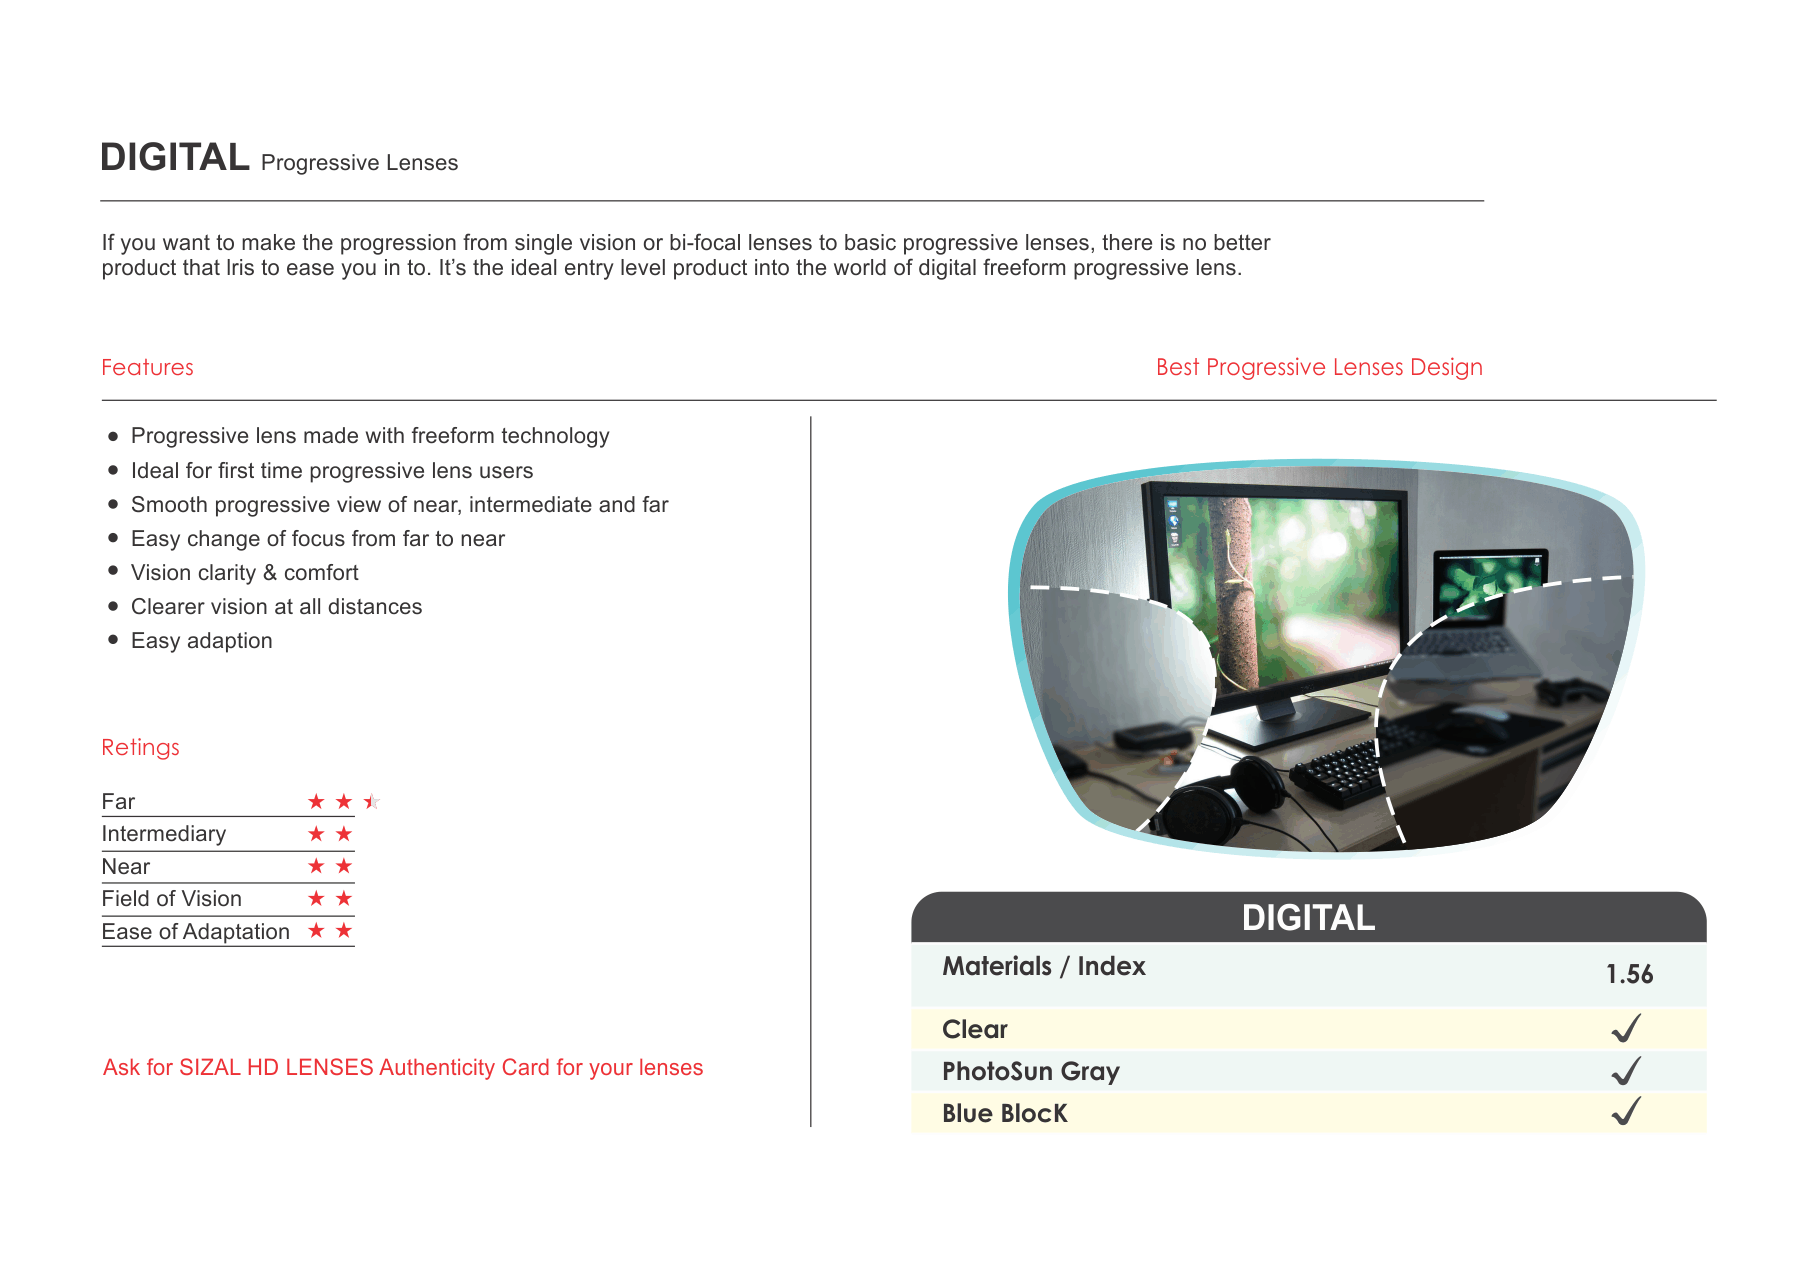 DIGITAL Progressive Lenses
If you want to make the progression from single vision or bi-focal lenses to basic progressive lenses, there is no better
product that Iris to ease you in to. It’s the ideal entry level product into the world of digital freeform progressive lens.
Features
Progressive lens made with freeform technology
Ideal for first time progressive lens users
Smooth progressive view of near, intermediate and far
Easy change of focus from far to near
Vision clarity & comfort
Clearer vision at all distances
Easy adaption
Retings
Far
Intermediary
Near
Field of Vision
Ease of Adaptation
Ask for SIZAL HD LENSES Authenticity Card for your lenses
Best Progressive Lenses Design
DIGITAL
Materials / Index 1.56
Clear
PhotoSun Gray
Blue BlocK